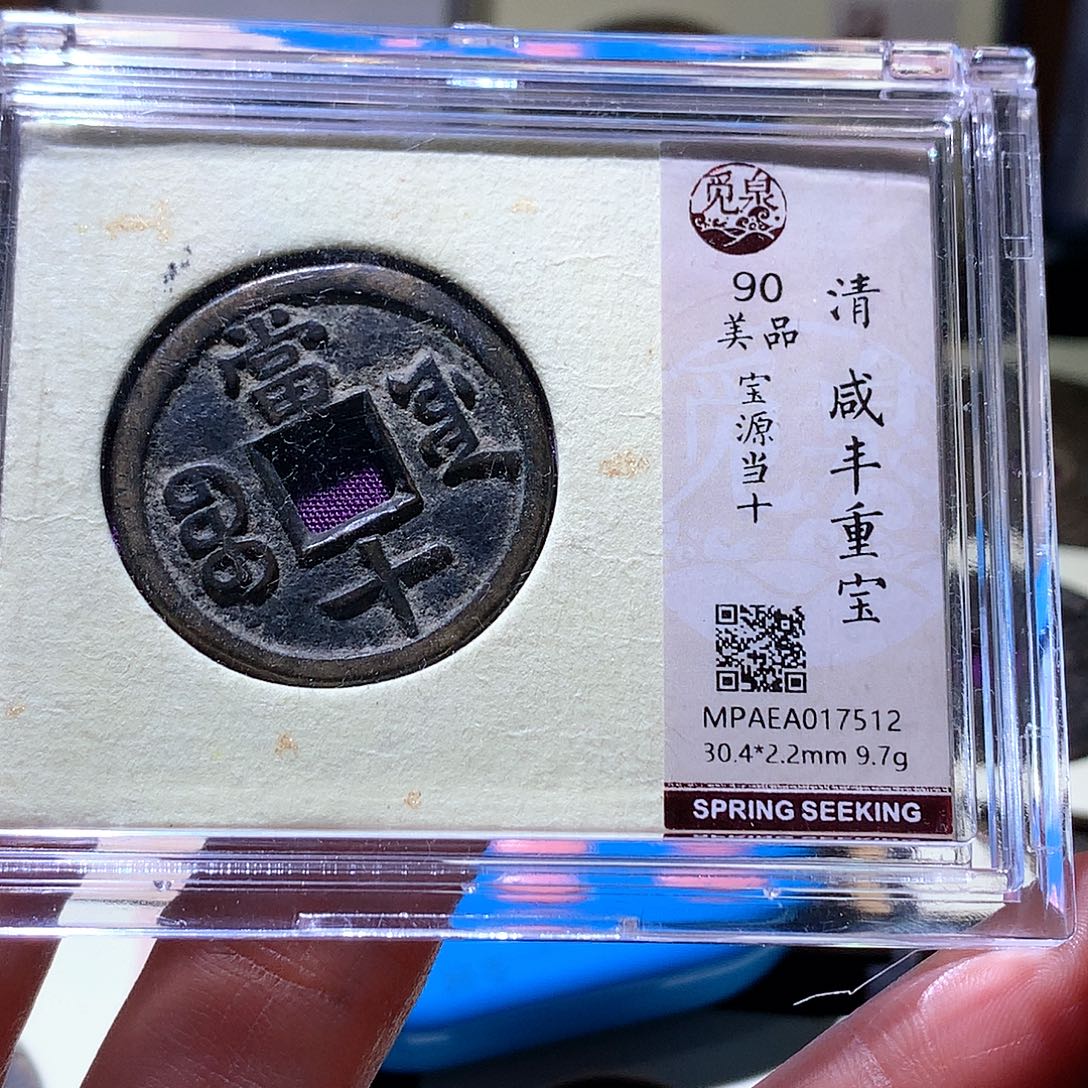 當
十
觅泉
90
美品
宝源当十
清 咸丰重宝
MPAEA017512
30.4*2.2mm 9.7g
SPRING SEEKING